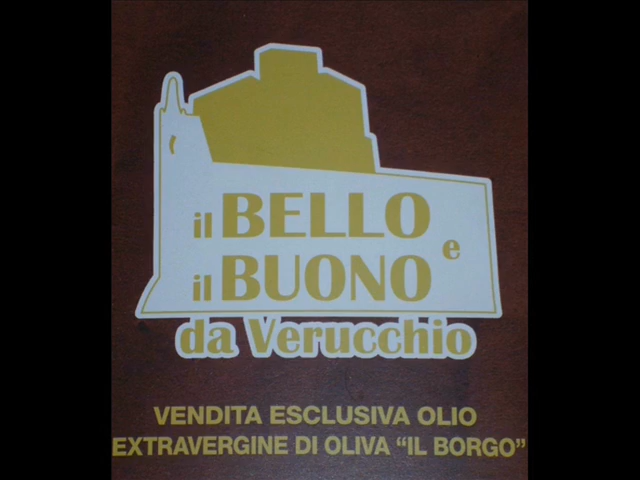 il BELLO e
il BUONO
da Verucchio
VENDITA ESCLUSIVA OLIO
EXTRAVERGINE DI OLIVA “IL BORGO”